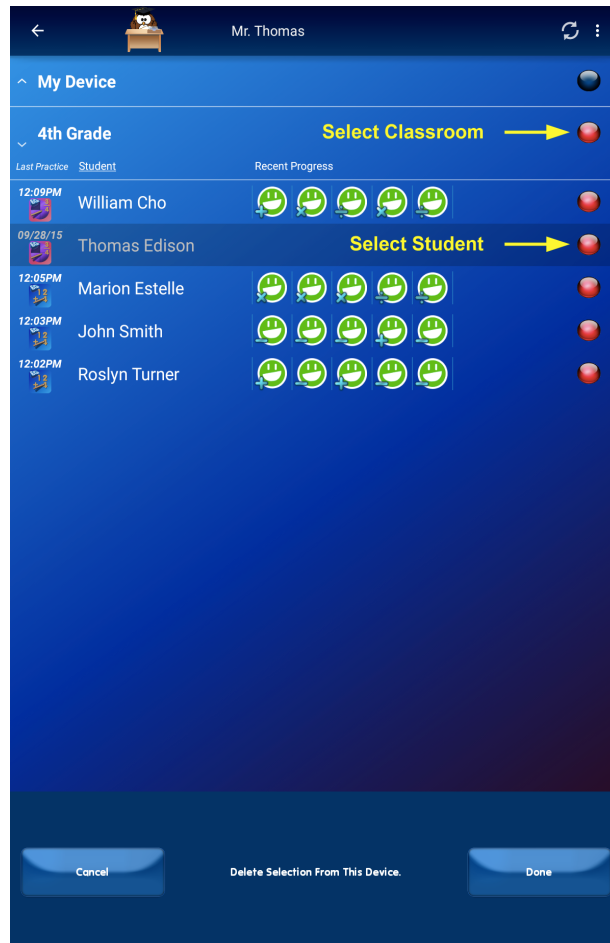 Mr. Thomas
My Device
4th Grade Select Classroom
Last Practice Student Recent Progress
12:09PM
William Cho
09/28/15
Thomas Edison Select Student
12:05PM
Marion Estelle
12:03PM
John Smith
12:02PM
Roslyn Turner
Cancel Delete Selection From This Device. Done